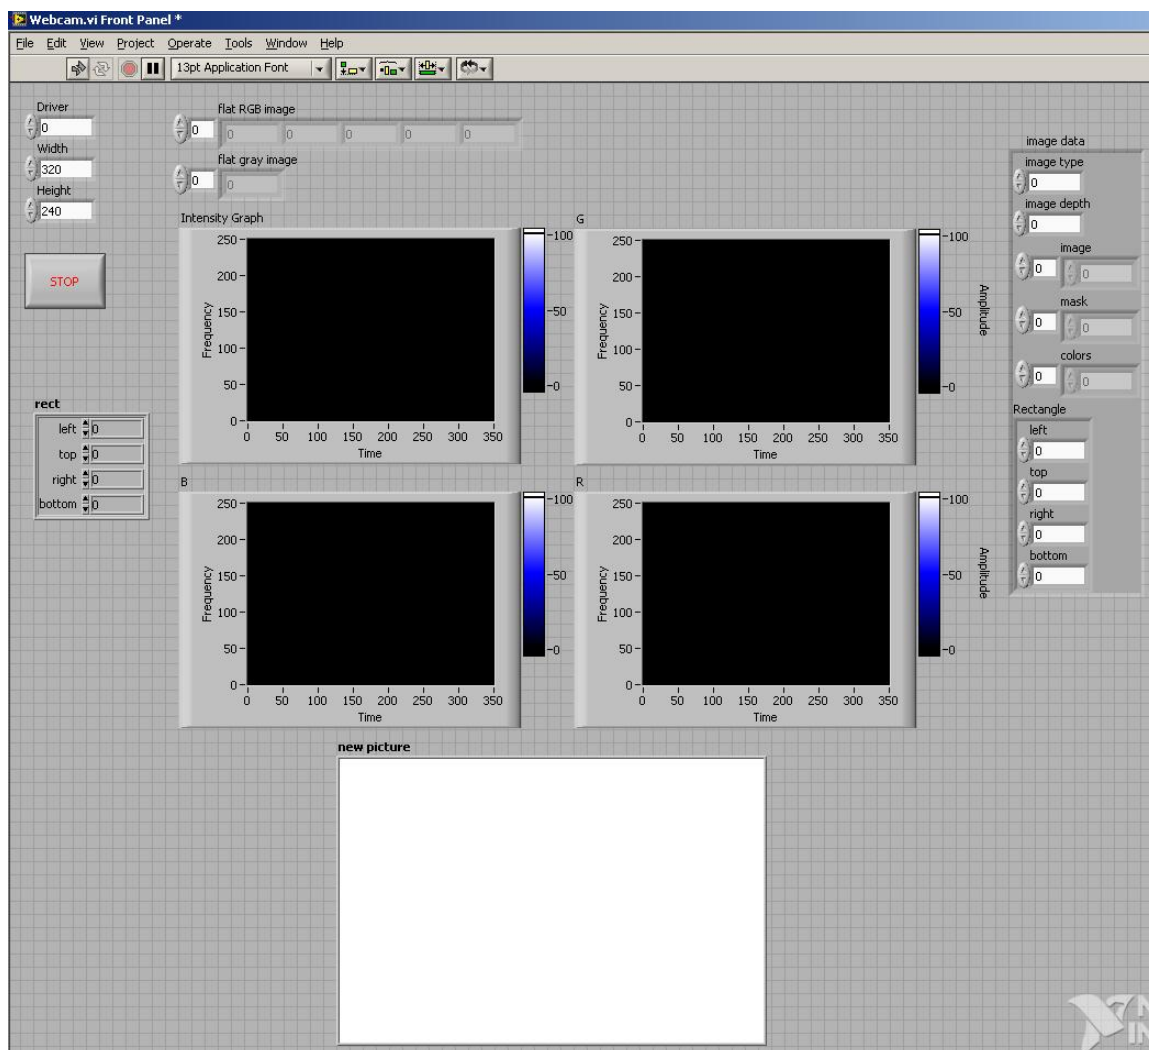 Webcam.vi Front Panel *
File Edit View Project Operate Tools Window Help
13pt Application Font
Driver
0
Width
320
Height
240
STOP
flat RGB image
0 0 0 0 0 0
flat gray image
0 0
rect
left 0
top 0
right 0
bottom 0
Intensity Graph
250
200
150
100
50
0
Frequency
0 50 100 150 200 250 300 350
Time
100
50
0
G
250
200
150
100
50
0
Frequency
0 50 100 150 200 250 300 350
Time
100
50
0
Amplitude
B
250
200
150
100
50
0
Frequency
0 50 100 150 200 250 300 350
Time
100
50
0
R
250
200
150
100
50
0
Frequency
0 50 100 150 200 250 300 350
Time
100
50
0
Amplitude
image data
image type
0
image depth
0
image
0 0
mask
0 0
colors
0 0
Rectangle
left
0
top
0
right
0
bottom
0
new picture